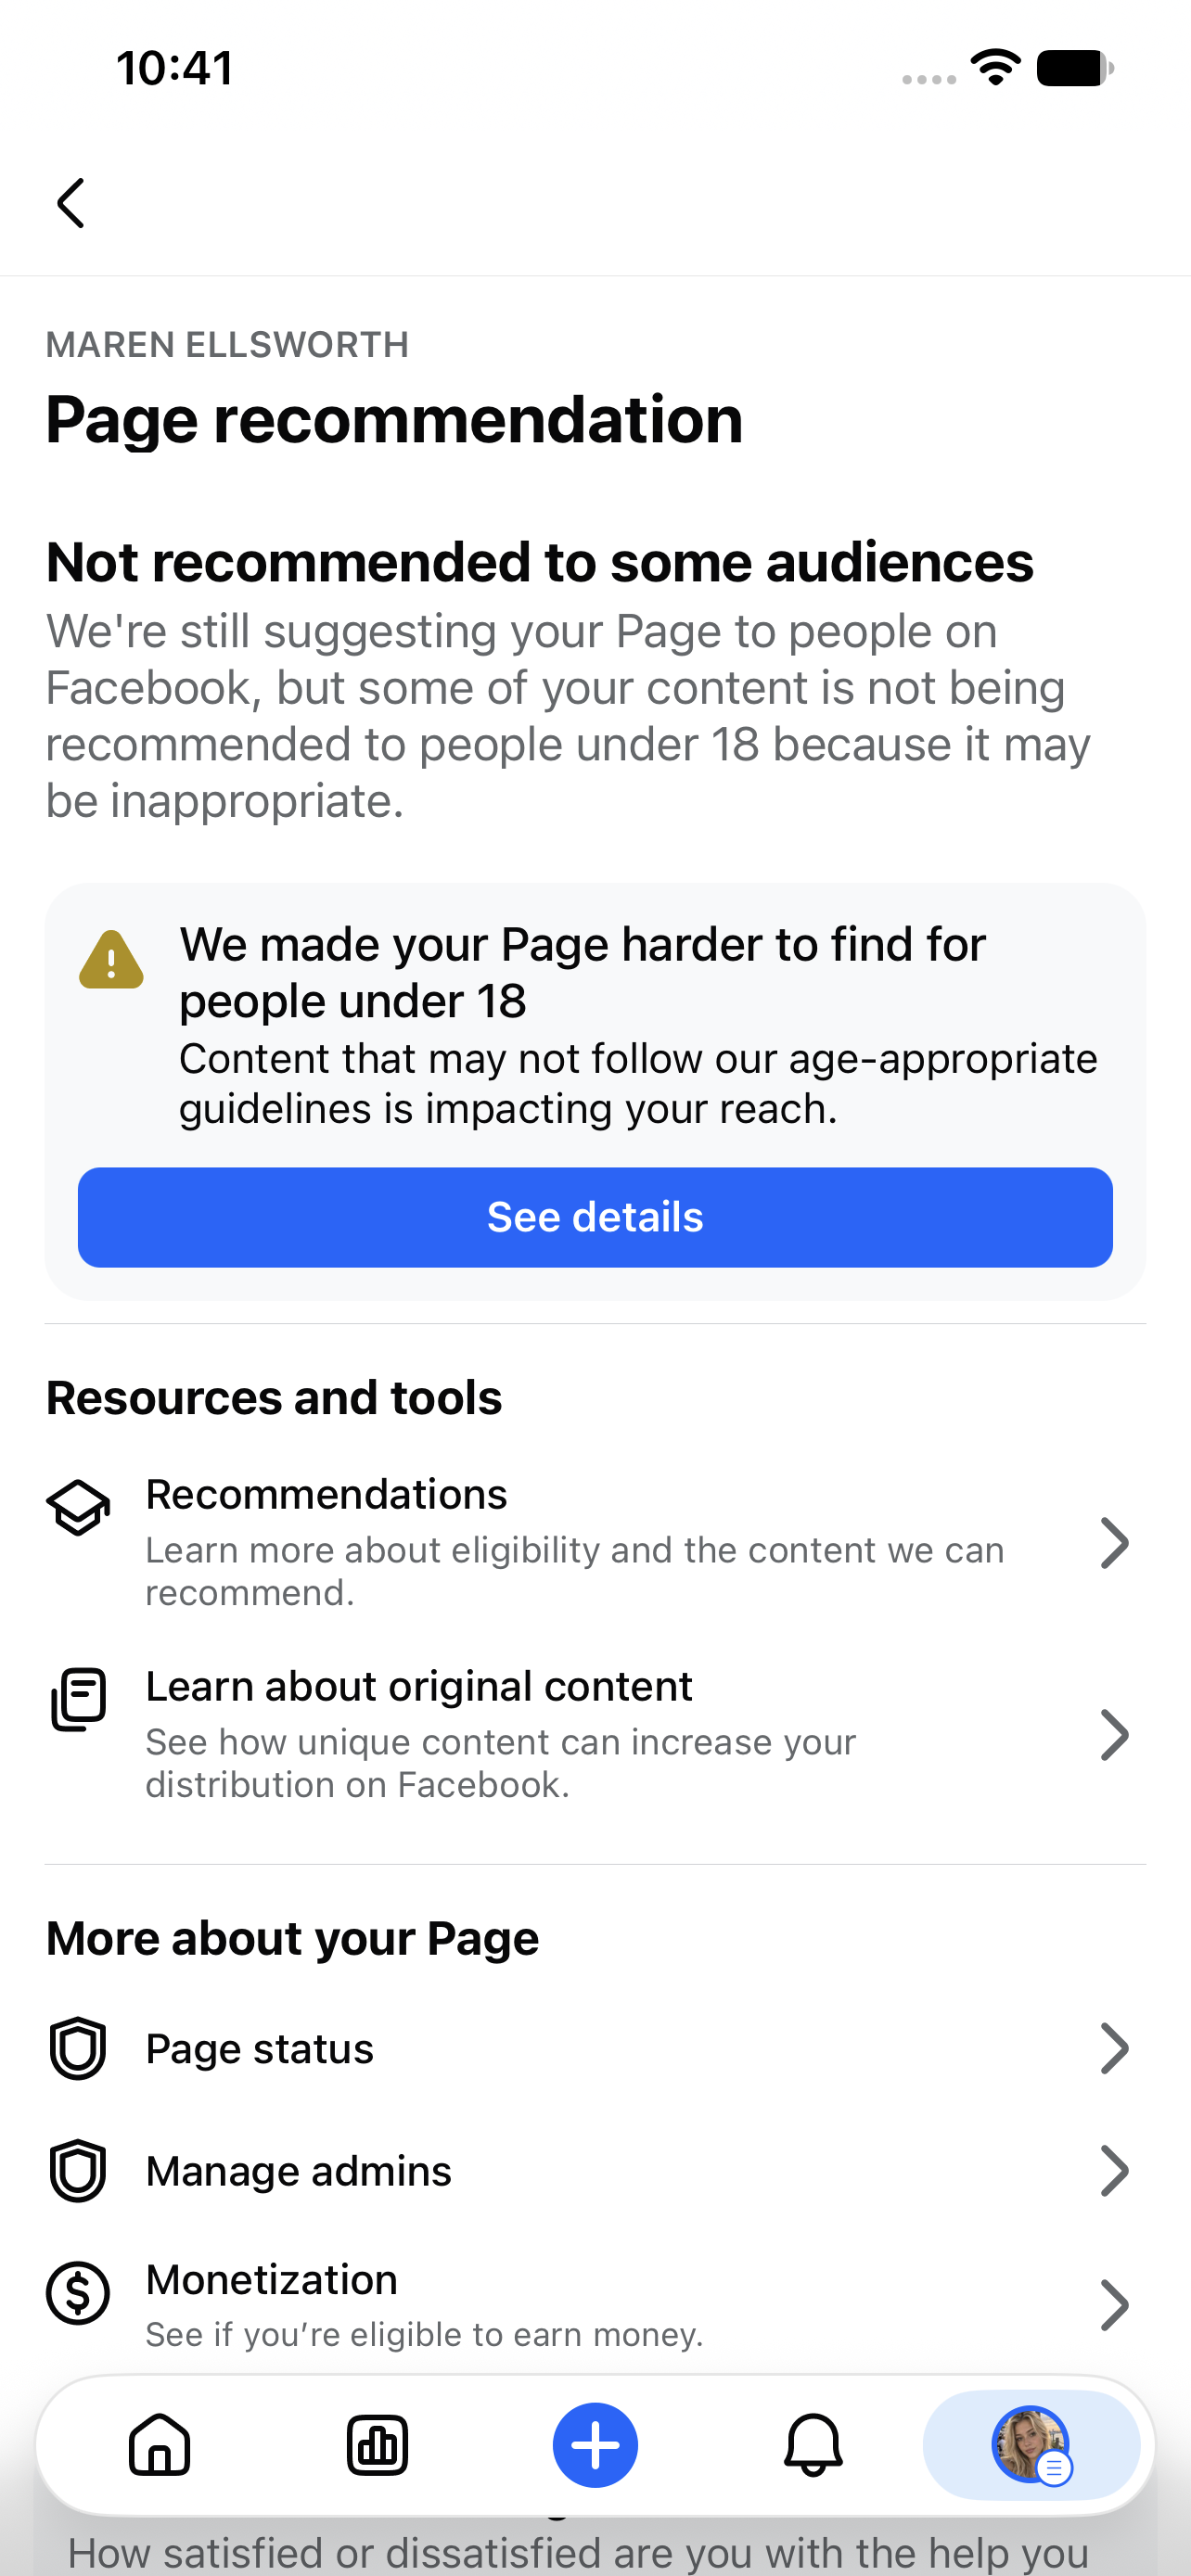 10:41
MAREN ELLSWORTH
Page recommendation
Not recommended to some audiences
We're still suggesting your Page to people on
Facebook, but some of your content is not being
recommended to people under 18 because it may
be inappropriate.
We made your Page harder to find for
people under 18
Content that may not follow our age-appropriate
guidelines is impacting your reach.
See details
Resources and tools
Recommendations
Learn more about eligibility and the content we can
recommend.
Learn about original content
See how unique content can increase your
distribution on Facebook.
More about your Page
Page status
Manage admins
Monetization
See if you’re eligible to earn money.
How satisfied or dissatisfied are you with the help you